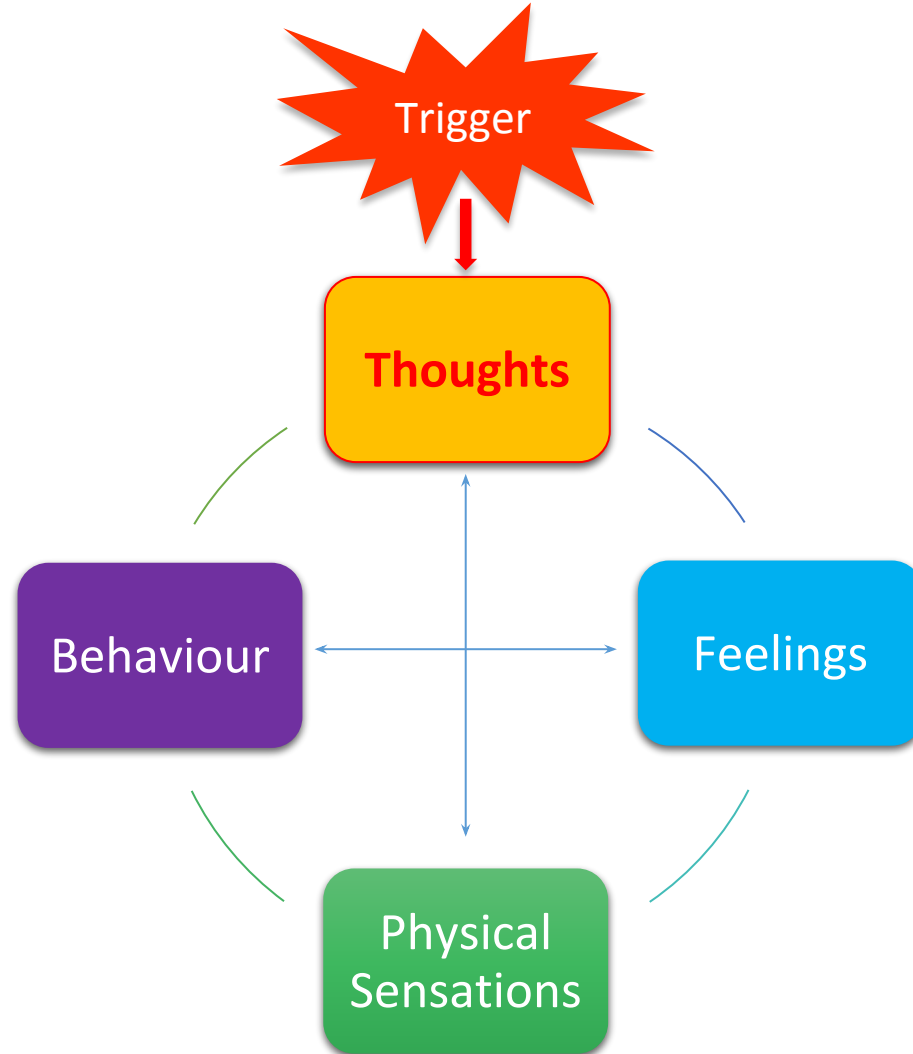 Trigger
Thoughts
Behaviour
Feelings
Physical
Sensations